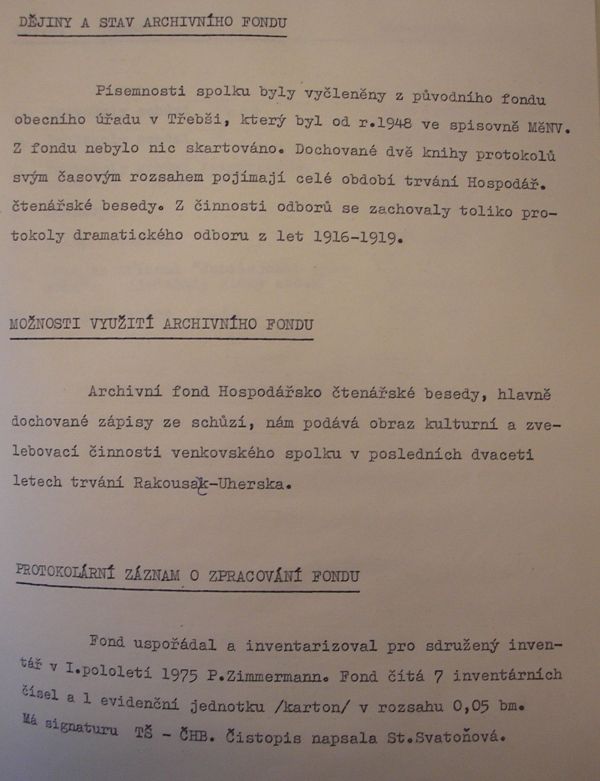 DĚJINY A STAV ARCHIVNÍHO FONDU
Písemnosti spolku byly vyčleněny z původního fondu
obecního úřadu v Třebši, který byl od r.1948 ve spisovně MěNV.
Z fondu nebylo nic skartováno. Dochované dvě knihy protokolů
svým časovým rozsahem pojímají celé období trvání Hospodář.
čtenářské besedy. Z činnosti odborů se zachovaly toliko pro-
tokoly dramatického odboru z let 1916-1919.
MOŽNOSTI VYUŽITÍ ARCHIVNÍHO FONDU
Archivní fond Hospodářsko čtenářské besedy, hlavně
dochované zápisy ze schůzí, nám podává obraz kulturní a zve-
lebovací činnosti venkovského spolku v posledních dvaceti
letech trvání Rakousak-Uherska.
PROTOKOLÁRNÍ ZÁZNAM O ZPRACOVÁNÍ FONDU
Fond uspořádal a inventarizoval pro sdružený inven-
tář v I.pololetí 1975 P.Zimmermann. Fond čítá 7 inventárních
čísel a 1 evidenční jednotku /karton/ v rozsahu 0,05 bm.
Má signaturu TŠ - ČHB. Čistopis napsala St.Svatoňová.